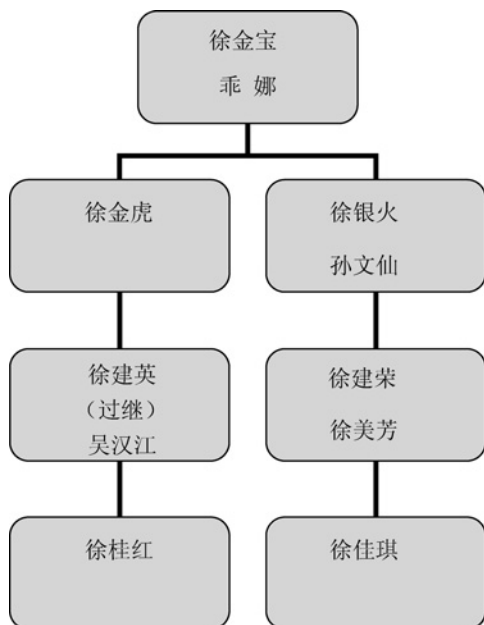 徐金宝
乖 娜
徐金虎
徐银火
孙文仙
徐建英
（过继）
吴汉江
徐建荣
徐美芳
徐桂红
徐佳琪